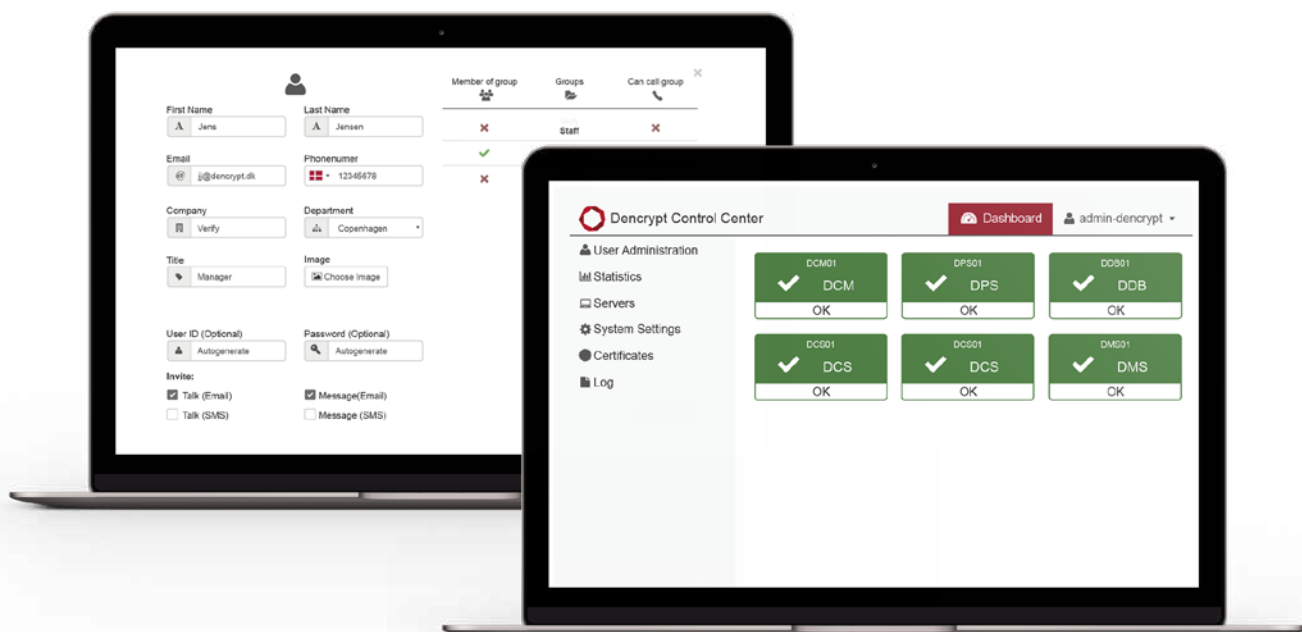 Member of group
Groups
Can call group
First Name
Last Name
A Jens
A Jensen
Staff
Email
Phonenumer
@ jj@dencrypt.dk
12345678
Company
Department
Verify
Copenhagen
Title
Image
Manager
Choose Image
User ID (Optional)
Password (Optional)
Autogenerate
Autogenerate
Invite:
Talk (Email)
Message(Email)
Talk (SMS)
Message (SMS)
Dencrypt Control Center
Dashboard
admin-dencrypt
User Administration
Statistics
Servers
System Settings
Certificates
Log
DCM01
DCM
OK
DPS01
DPS
OK
DDB01
DDB
OK
DCS01
DCS
OK
DCS01
DCS
OK
DMS01
DMS
OK